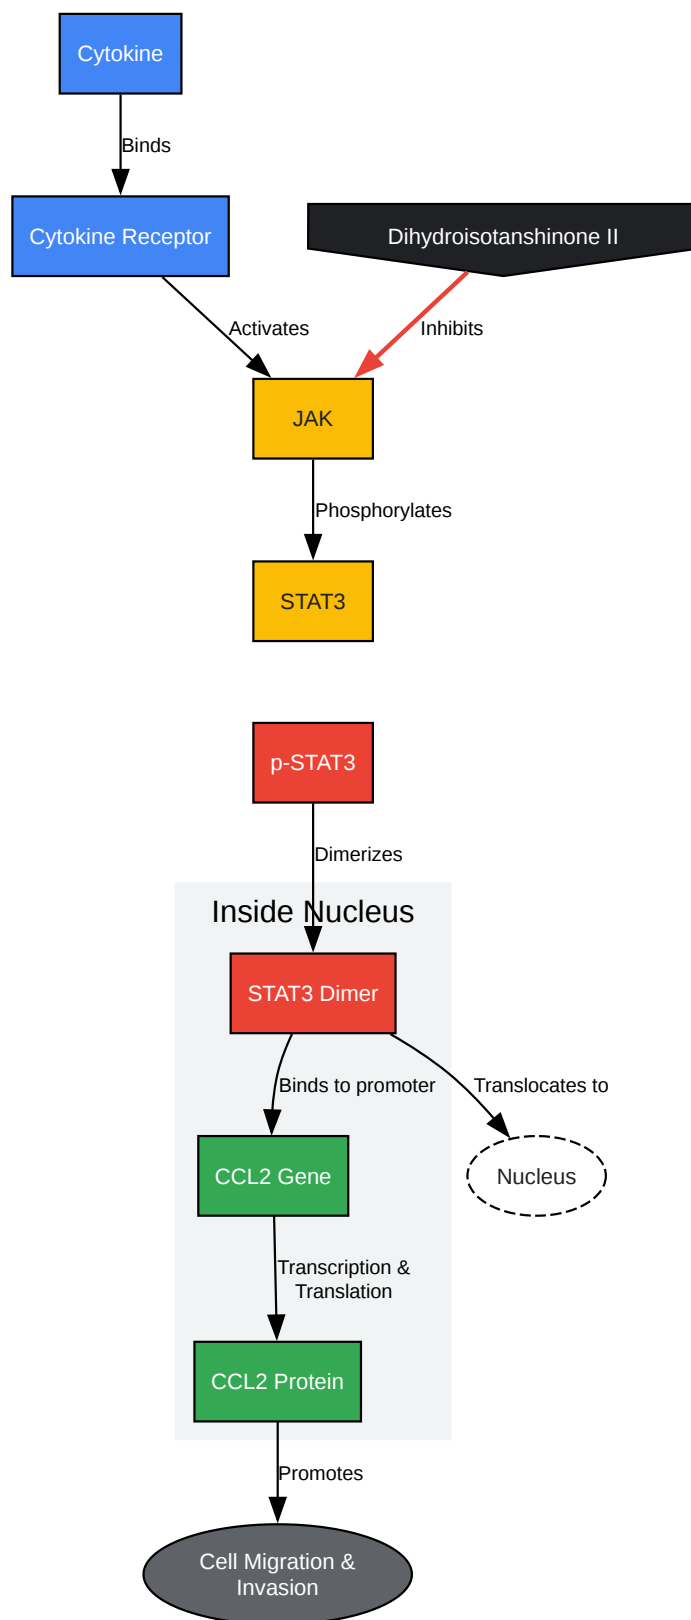 Cytokine
Binds
Cytokine Receptor
Dihydroisotanshinone II
Activates
Inhibits
JAK
Phosphorylates
STAT3
p-STAT3
Dimerizes
Inside Nucleus
STAT3 Dimer
Binds to promoter
Translocates to
CCL2 Gene
Nucleus
Transcription &
Translation
CCL2 Protein
Promotes
Cell Migration &
Invasion